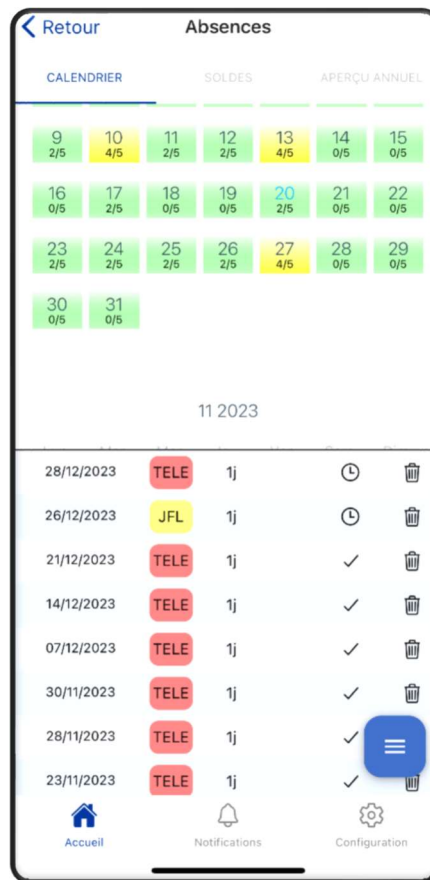 Retour Absences
CALENDRIER SOLDES APERÇU ANNUEL
9 10 11 12 13 14 15
2/5 4/5 2/5 2/5 4/5 0/5 0/5
16 17 18 19 20 21 22
0/5 2/5 0/5 0/5 2/5 0/5 0/5
23 24 25 26 27 28 29
2/5 2/5 2/5 2/5 4/5 0/5 0/5
30 31
0/5 0/5
11 2023
28/12/2023 TELE 1j
26/12/2023 JFL 1j
21/12/2023 TELE 1j
14/12/2023 TELE 1j
07/12/2023 TELE 1j
30/11/2023 TELE 1j
28/11/2023 TELE 1j
23/11/2023 TELE 1j
Accueil Notifications Configuration